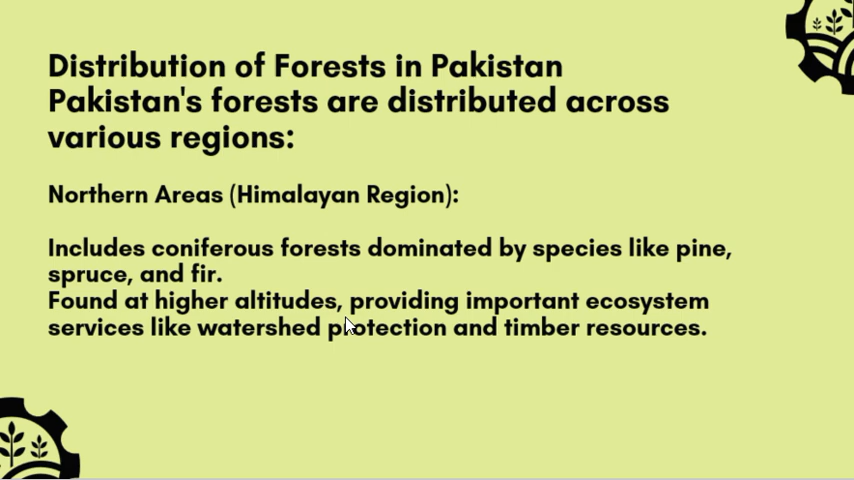 Distribution of Forests in Pakistan
Pakistan's forests are distributed across
various regions:
Northern Areas (Himalayan Region):
Includes coniferous forests dominated by species like pine,
spruce, and fir.
Found at higher altitudes, providing important ecosystem
services like watershed protection and timber resources.